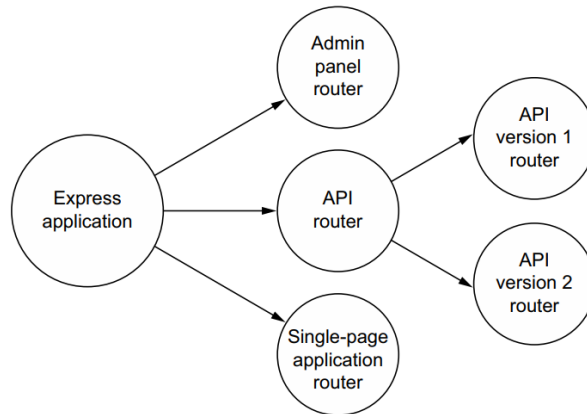 Express
application
Admin
panel
router
API
router
Single-page
application
router
API
version 1
router
API
version 2
router